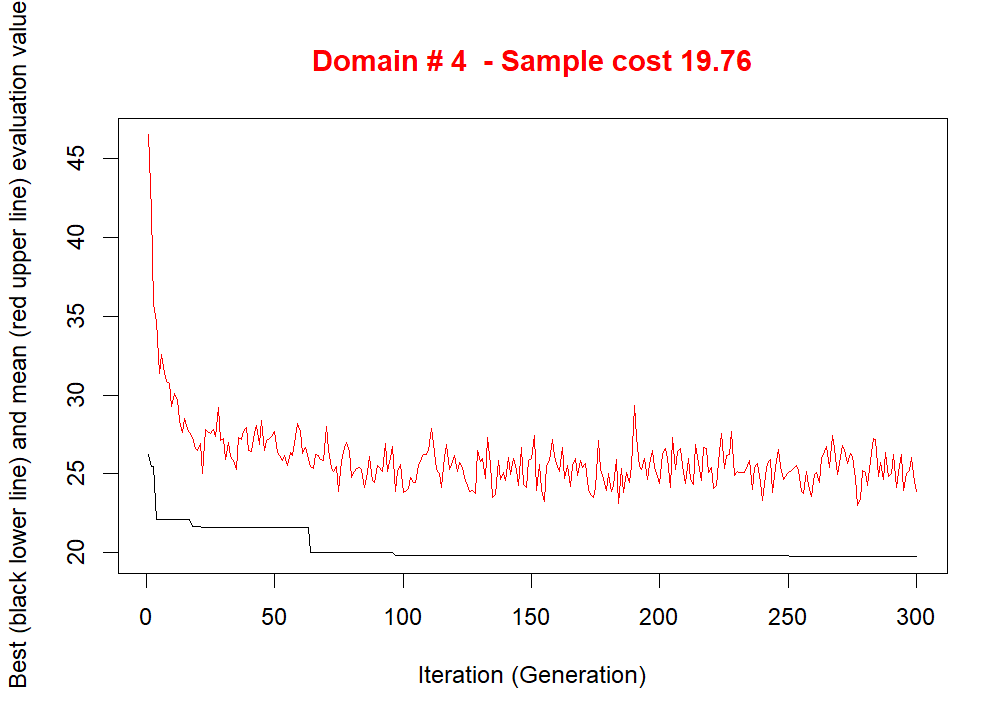 Domain # 4  - Sample cost 19.76
Best (black lower line) and mean (red upper line) evaluation value
45
40
35
30
25
20
0 50 100 150 200 250 300
Iteration (Generation)